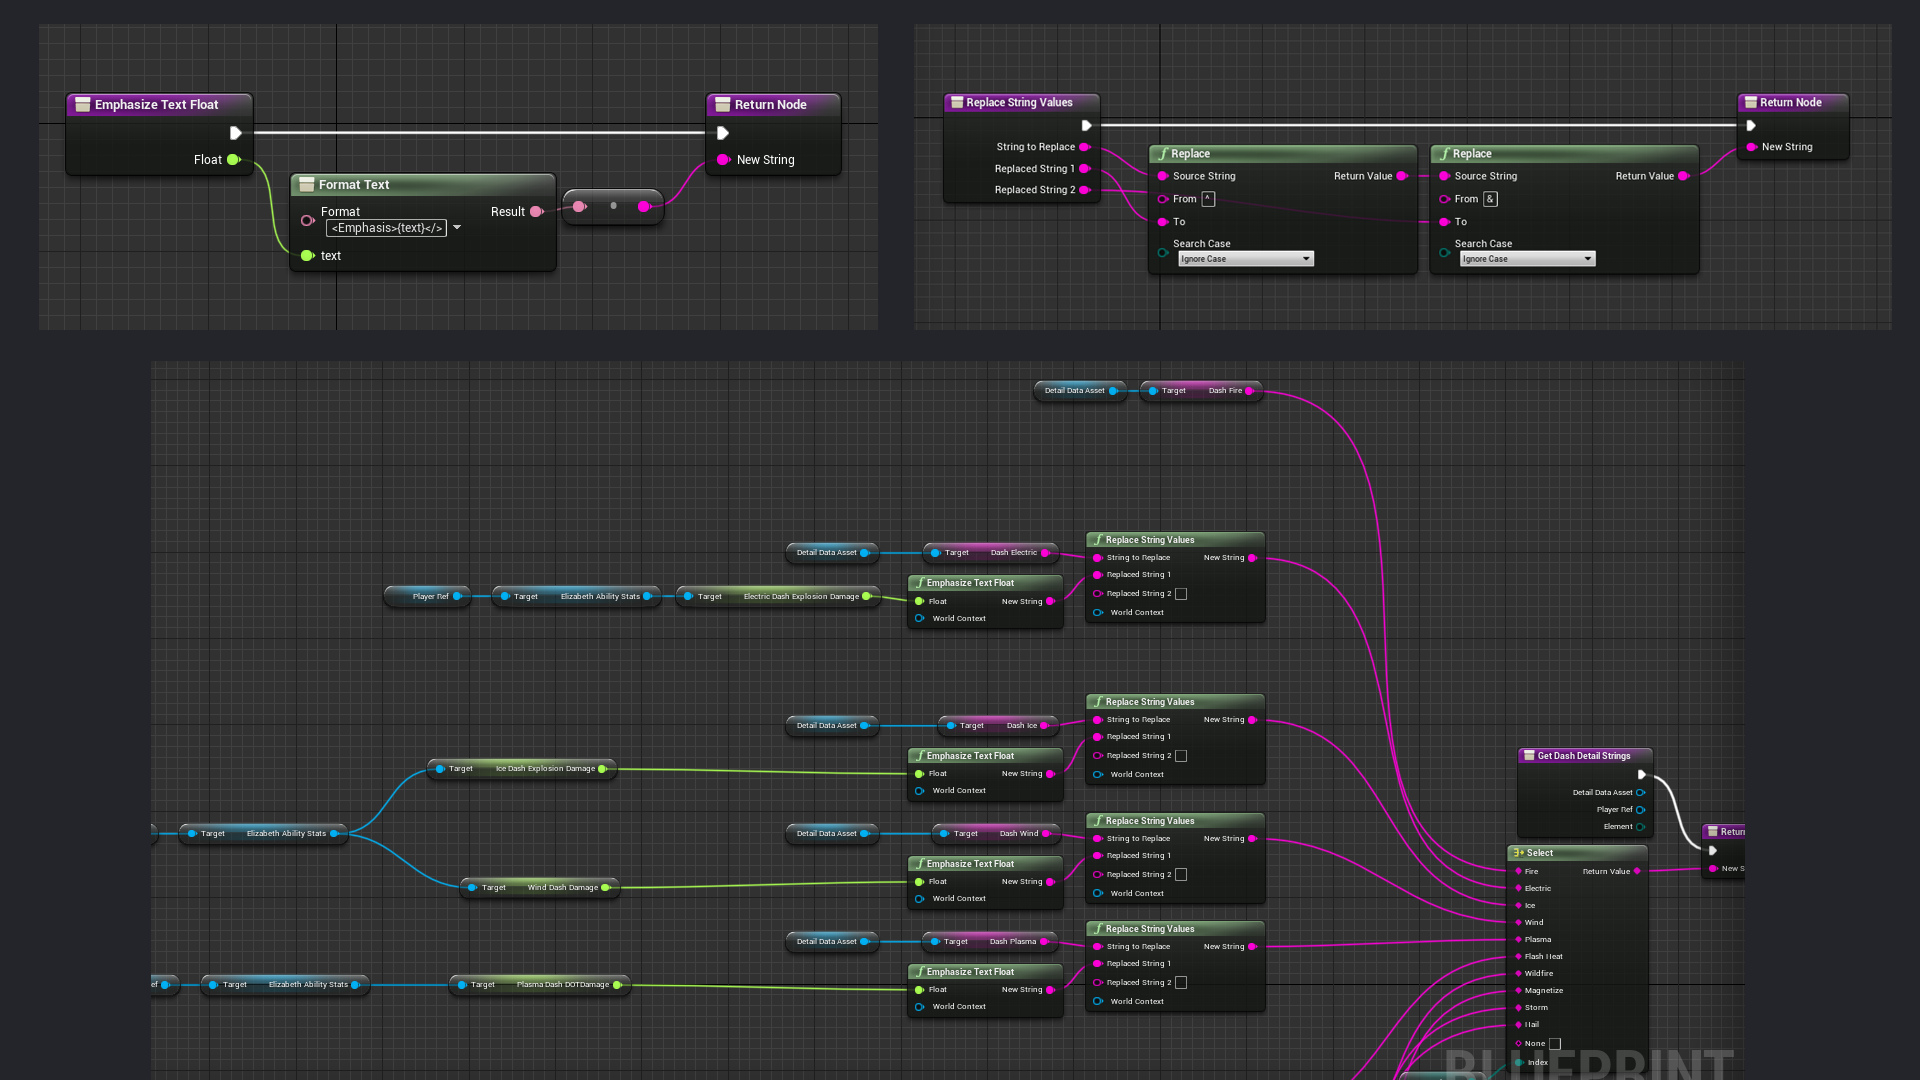 Emphasize Text Float
Float
Format Text
Format
<Emphasis>{text}</>
Result
text
Return Node
New String
Replace String Values
String to Replace
Replaced String 1
Replaced String 2
Replace
Source String
Return Value
From ^
To
Search Case
Ignore Case
Replace
Source String
Return Value
From &
To
Search Case
Ignore Case
Return Node
New String
Detail Data Asset
Target Dash Fire
Detail Data Asset
Target Dash Electric
Replace String Values
String to Replace New String
Replaced String 1
Replaced String 2
World Context
Player Ref
Target Elizabeth Ability Stats
Target Electric Dash Explosion Damage
Emphasize Text Float
Float New String
World Context
Detail Data Asset
Target Dash Ice
Replace String Values
String to Replace New String
Replaced String 1
Replaced String 2
World Context
Target Ice Dash Explosion Damage
Emphasize Text Float
Float New String
World Context
Target Elizabeth Ability Stats
Detail Data Asset
Target Dash Wind
Replace String Values
String to Replace New String
Replaced String 1
Replaced String 2
World Context
Target Wind Dash Damage
Emphasize Text Float
Float New String
World Context
Detail Data Asset
Target Dash Plasma
Replace String Values
String to Replace New String
Replaced String 1
Replaced String 2
World Context
ef
Target Elizabeth Ability Stats
Target Plasma Dash DOTDamage
Emphasize Text Float
Float New String
World Context
Get Dash Detail Strings
Detail Data Asset
Player Ref
Element
Return
New S
Select
Fire Return Value
Electric
Ice
Wind
Plasma
Flash Heat
Wildfire
Magnetize
Storm
Hail
None
Index
BLUEPRINT